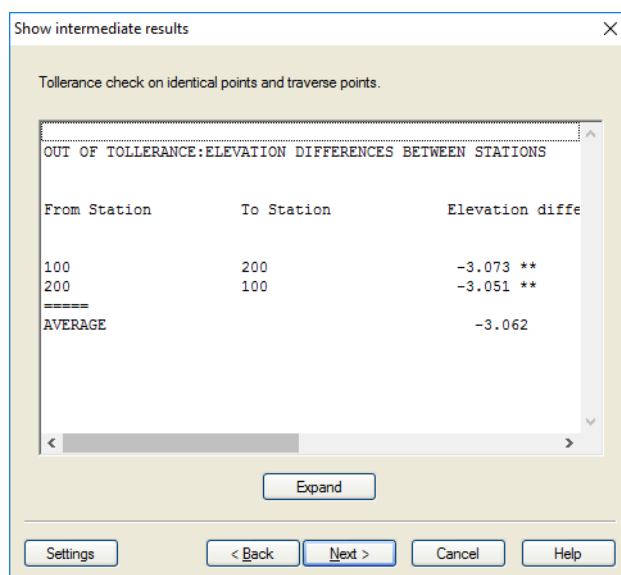 Show intermediate results
Tollerance check on identical points and traverse points.
OUT OF TOLLERANCE:ELEVATION DIFFERENCES BETWEEN STATIONS
From Station To Station Elevation diffe
100 200 -3.073 **
200 100 -3.051 **
=====
AVERAGE -3.062
Expand
Settings < Back Next > Cancel Help